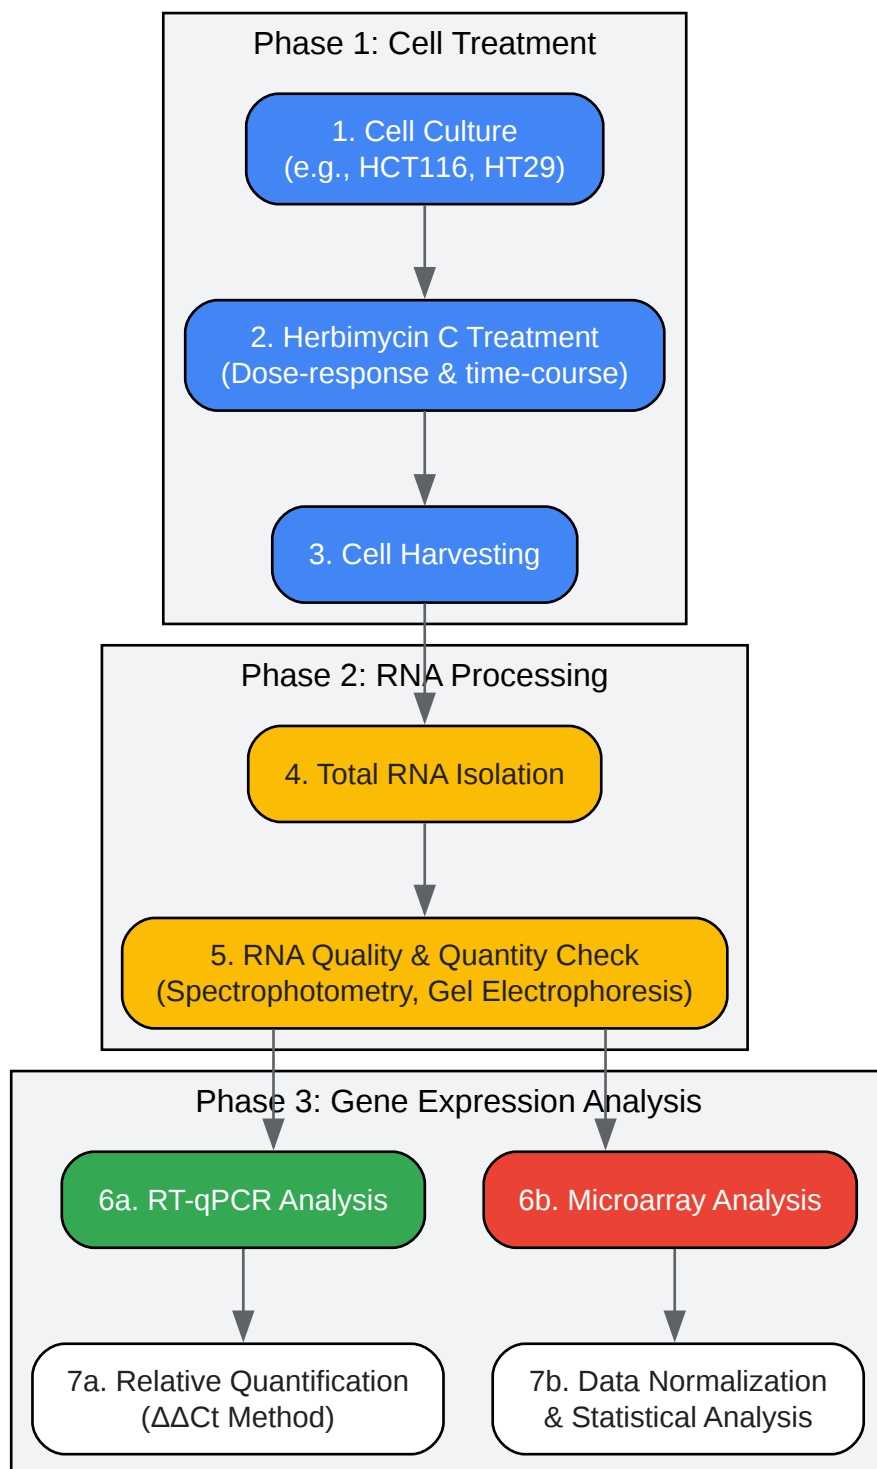 Phase 1: Cell Treatment
1. Cell Culture
(e.g., HCT116, HT29)
2. Herbimycin C Treatment
(Dose-response & time-course)
3. Cell Harvesting
Phase 2: RNA Processing
4. Total RNA Isolation
5. RNA Quality & Quantity Check
(Spectrophotometry, Gel Electrophoresis)
Phase 3: Gene Expression Analysis
6a. RT-qPCR Analysis
6b. Microarray Analysis
7a. Relative Quantification
(ΔΔCt Method)
7b. Data Normalization
& Statistical Analysis